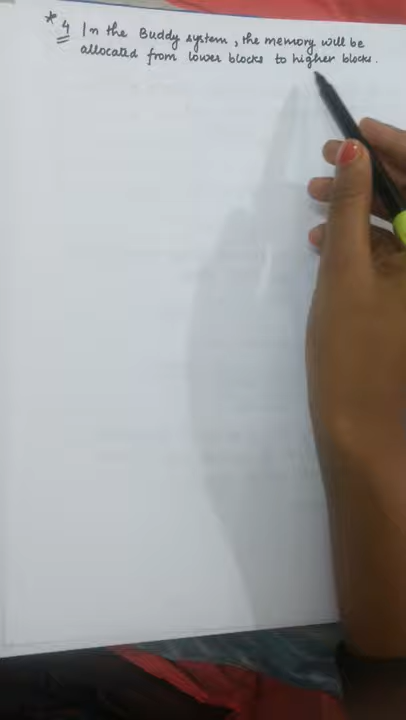 * 4 In the Buddy system, the memory will be
allocated from lower blocks to higher blocks.